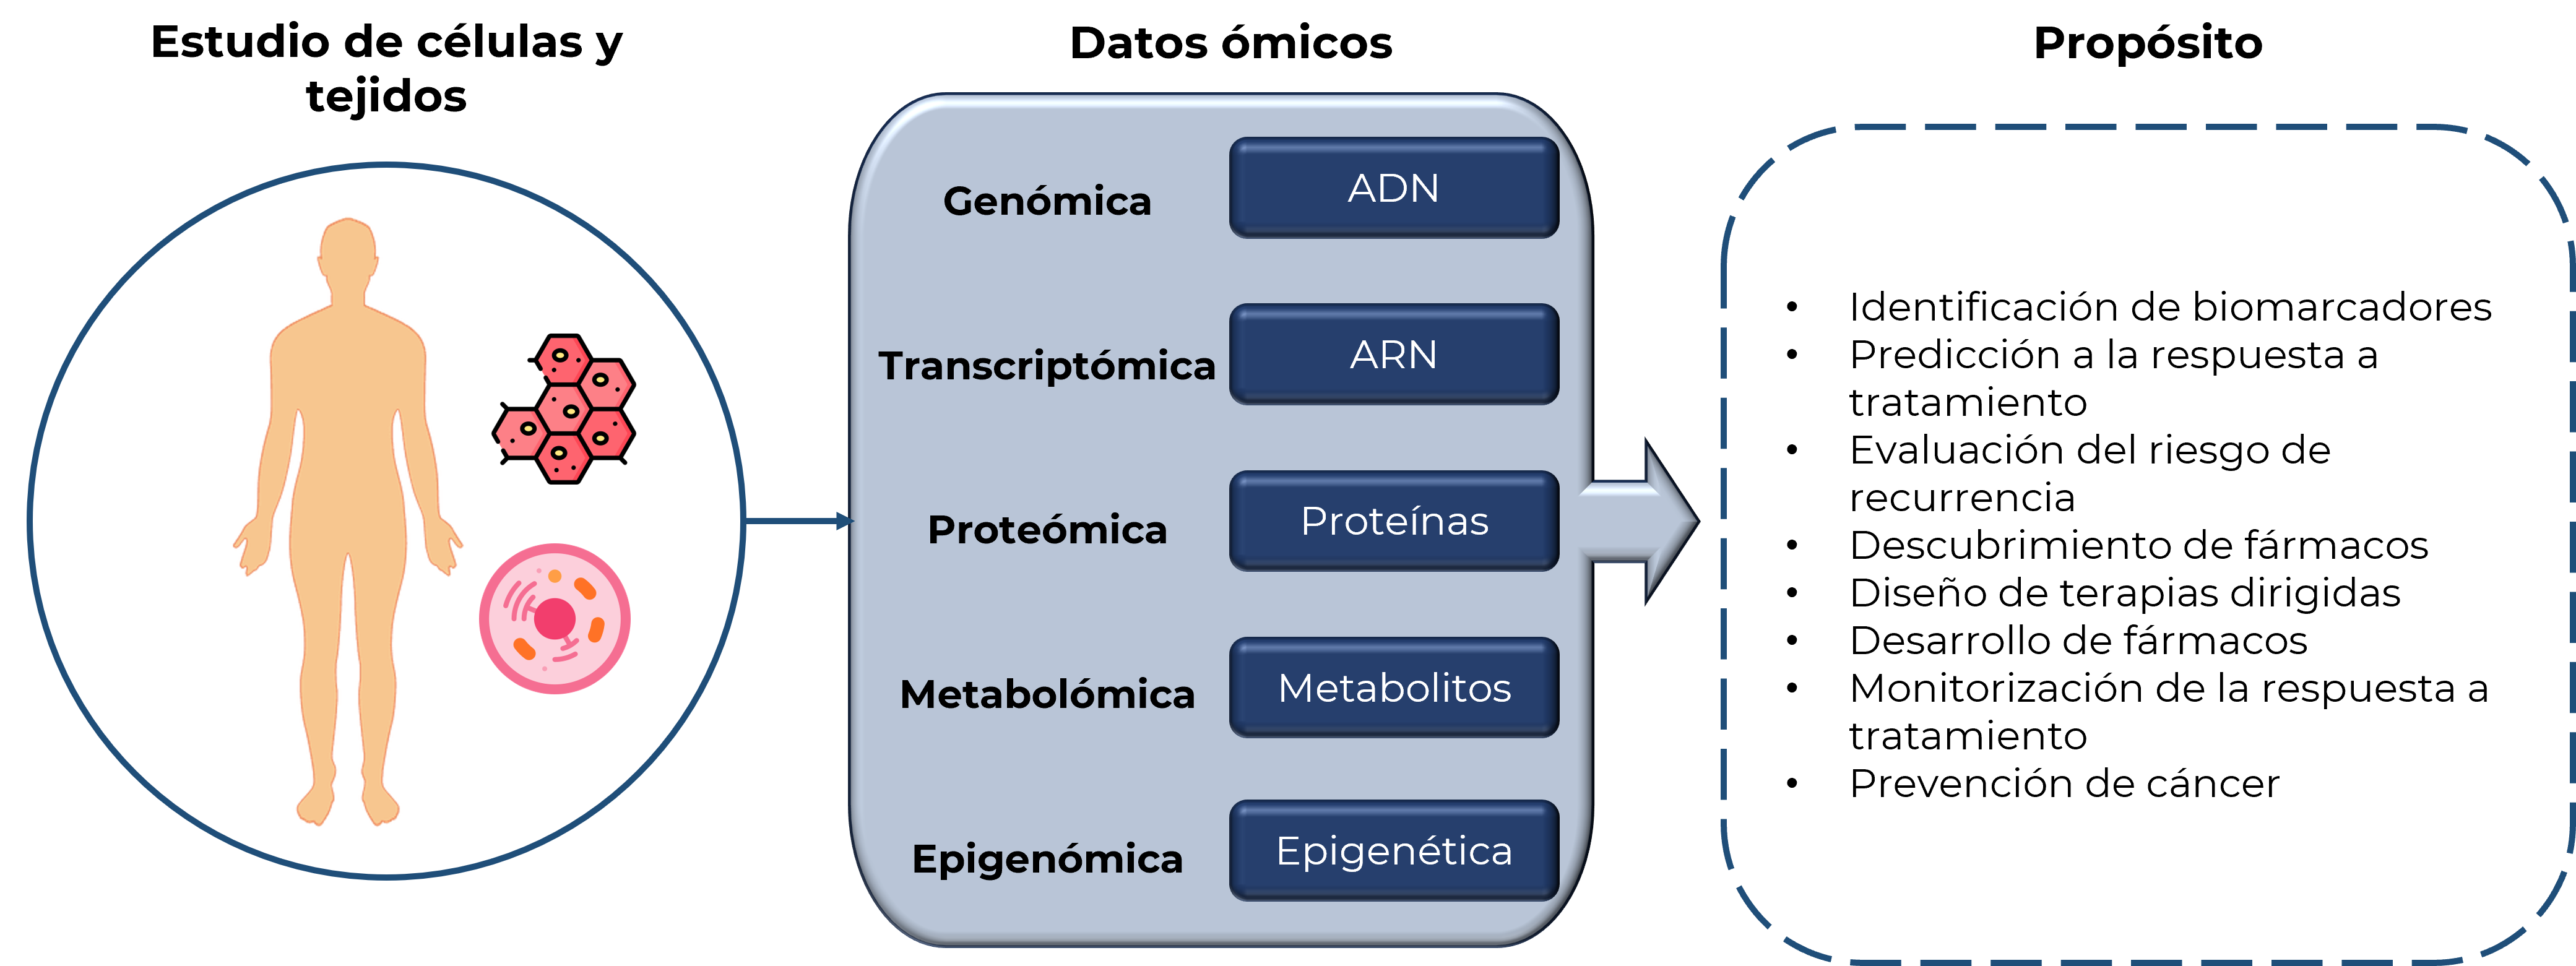 Estudio de células y
tejidos
Datos ómicos
Genómica
ADN
Transcriptómica
ARN
Proteómica
Proteínas
Metabolómica
Metabolitos
Epigenómica
Epigenética
Propósito
• Identificación de biomarcadores
• Predicción a la respuesta a
tratamiento
• Evaluación del riesgo de
recurrencia
• Descubrimiento de fármacos
• Diseño de terapias dirigidas
• Desarrollo de fármacos
• Monitorización de la respuesta a
tratamiento
• Prevención de cáncer